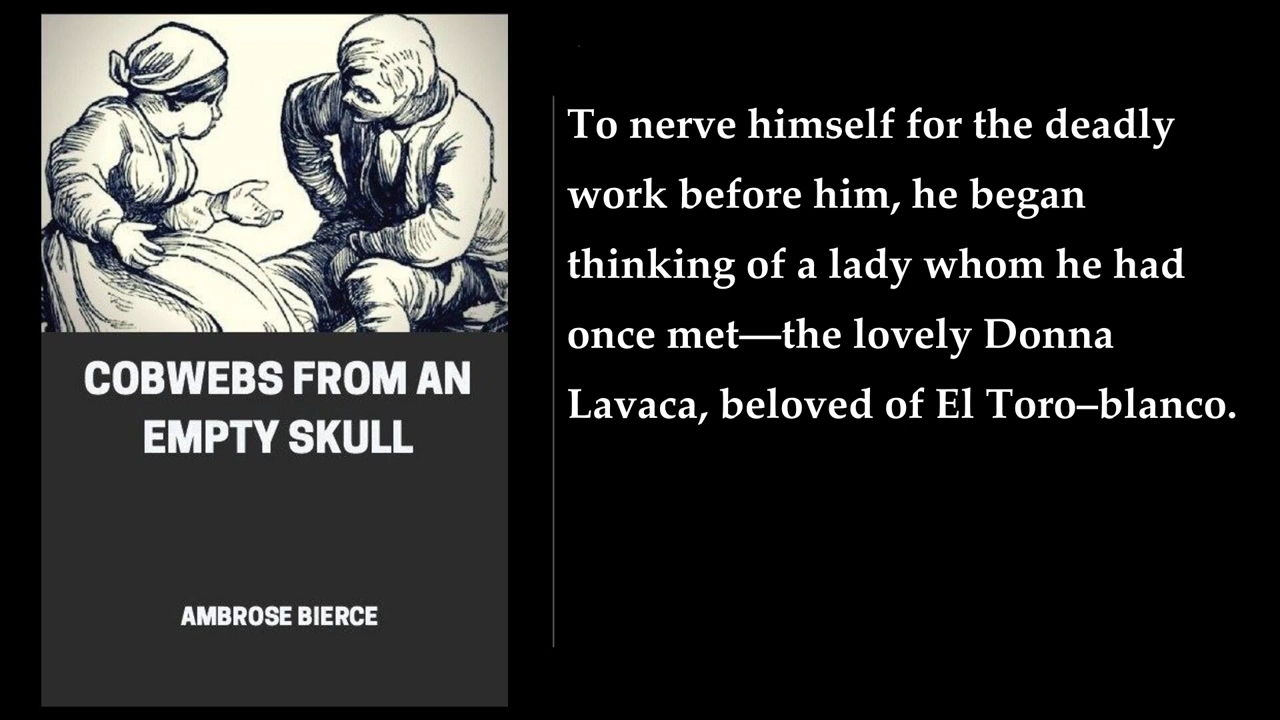 COBWEBS FROM AN
EMPTY SKULL
AMBROSE BIERCE
To nerve himself for the deadly
work before him, he began
thinking of a lady whom he had
once met—the lovely Donna
Lavaca, beloved of El Toro–blanco.